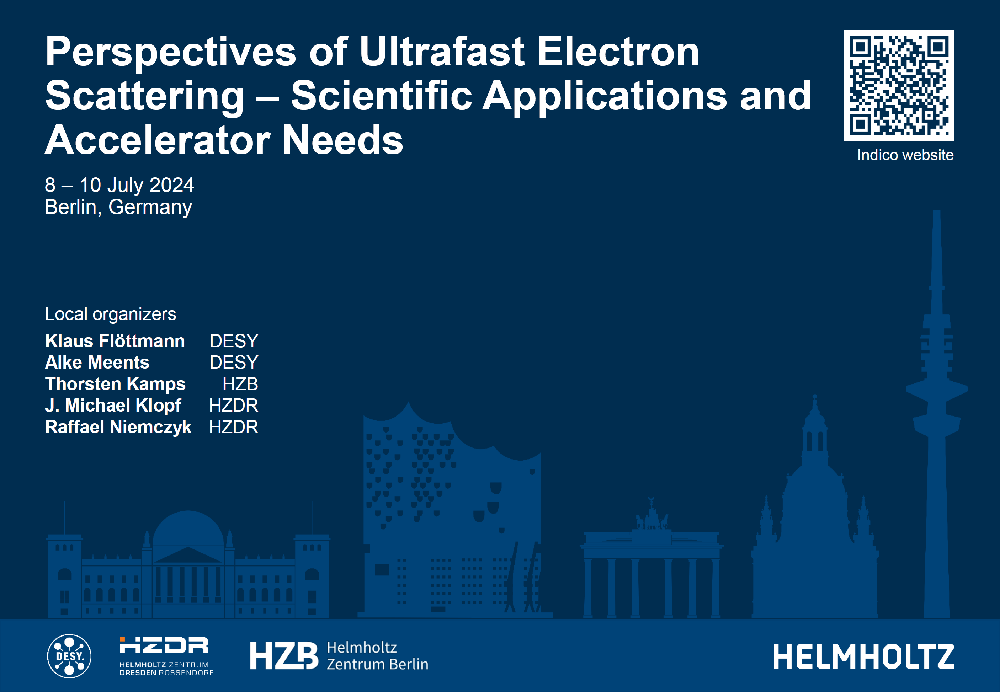 Perspectives of Ultrafast Electron
Scattering – Scientific Applications and
Accelerator Needs
Indico website
8 – 10 July 2024
Berlin, Germany
Local organizers
Klaus Flöttmann DESY
Alke Meents DESY
Thorsten Kamps HZB
J. Michael Klopf HZDR
Raffael Niemczyk HZDR
DESY.
HZDR
HELMHOLTZ ZENTRUM
DRESDEN ROSSENDORF
HZB
Helmholtz
Zentrum Berlin
HELMHOLTZ